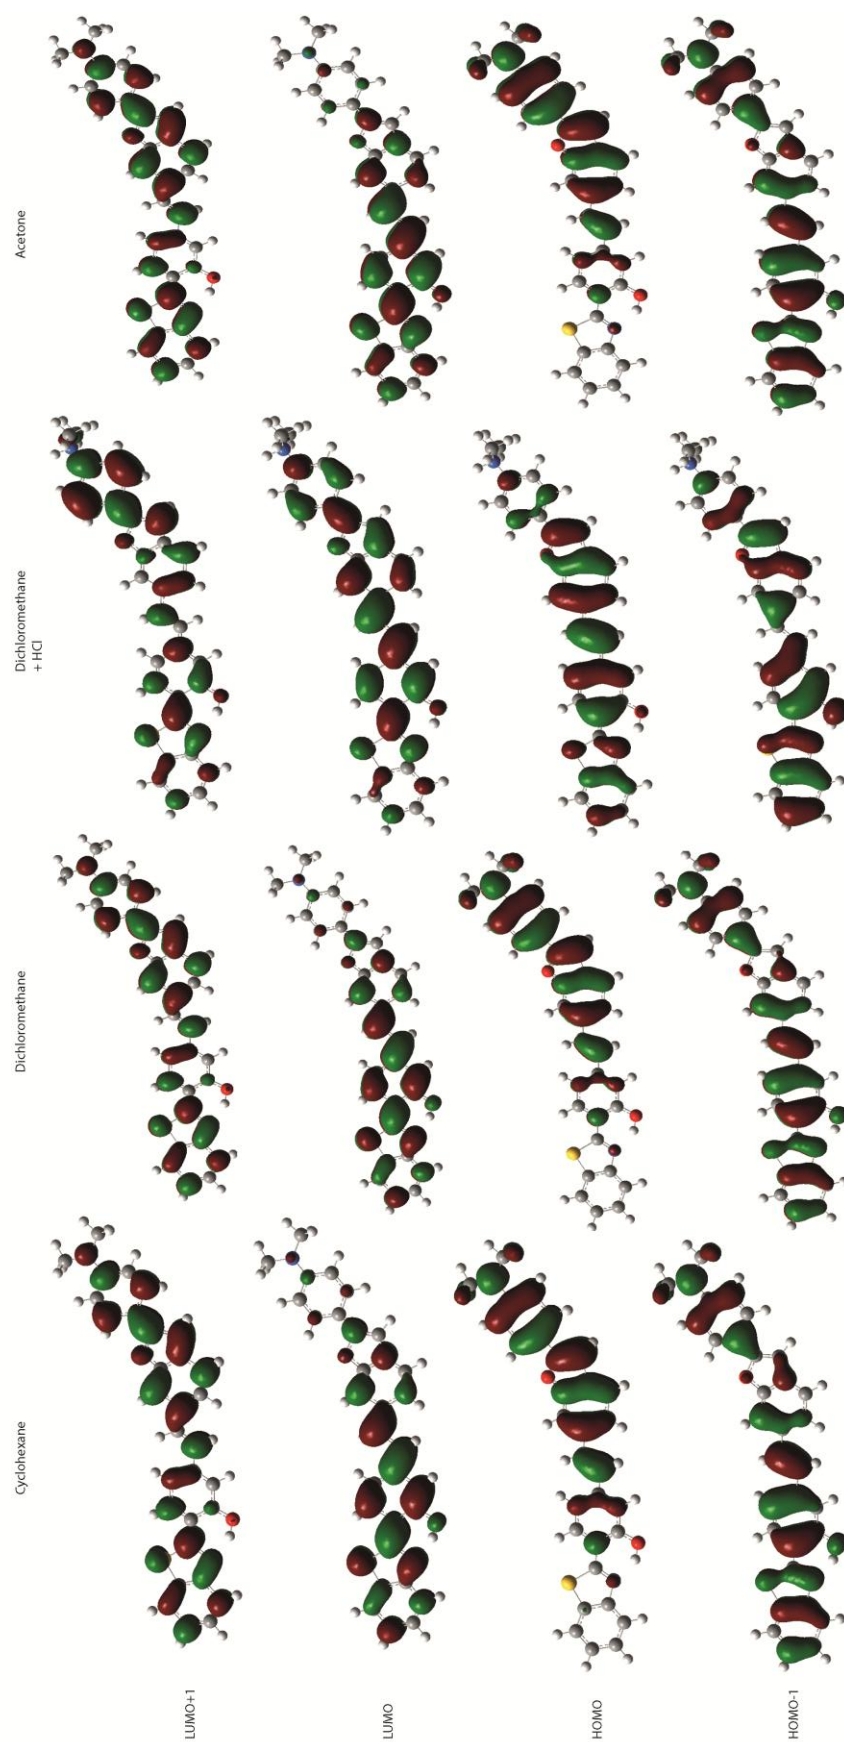 Acetone
Dichloromethane
+ HCl
Dichloromethane
Cyclohexane
LUMO+1
LUMO
HOMO
HOMO-1